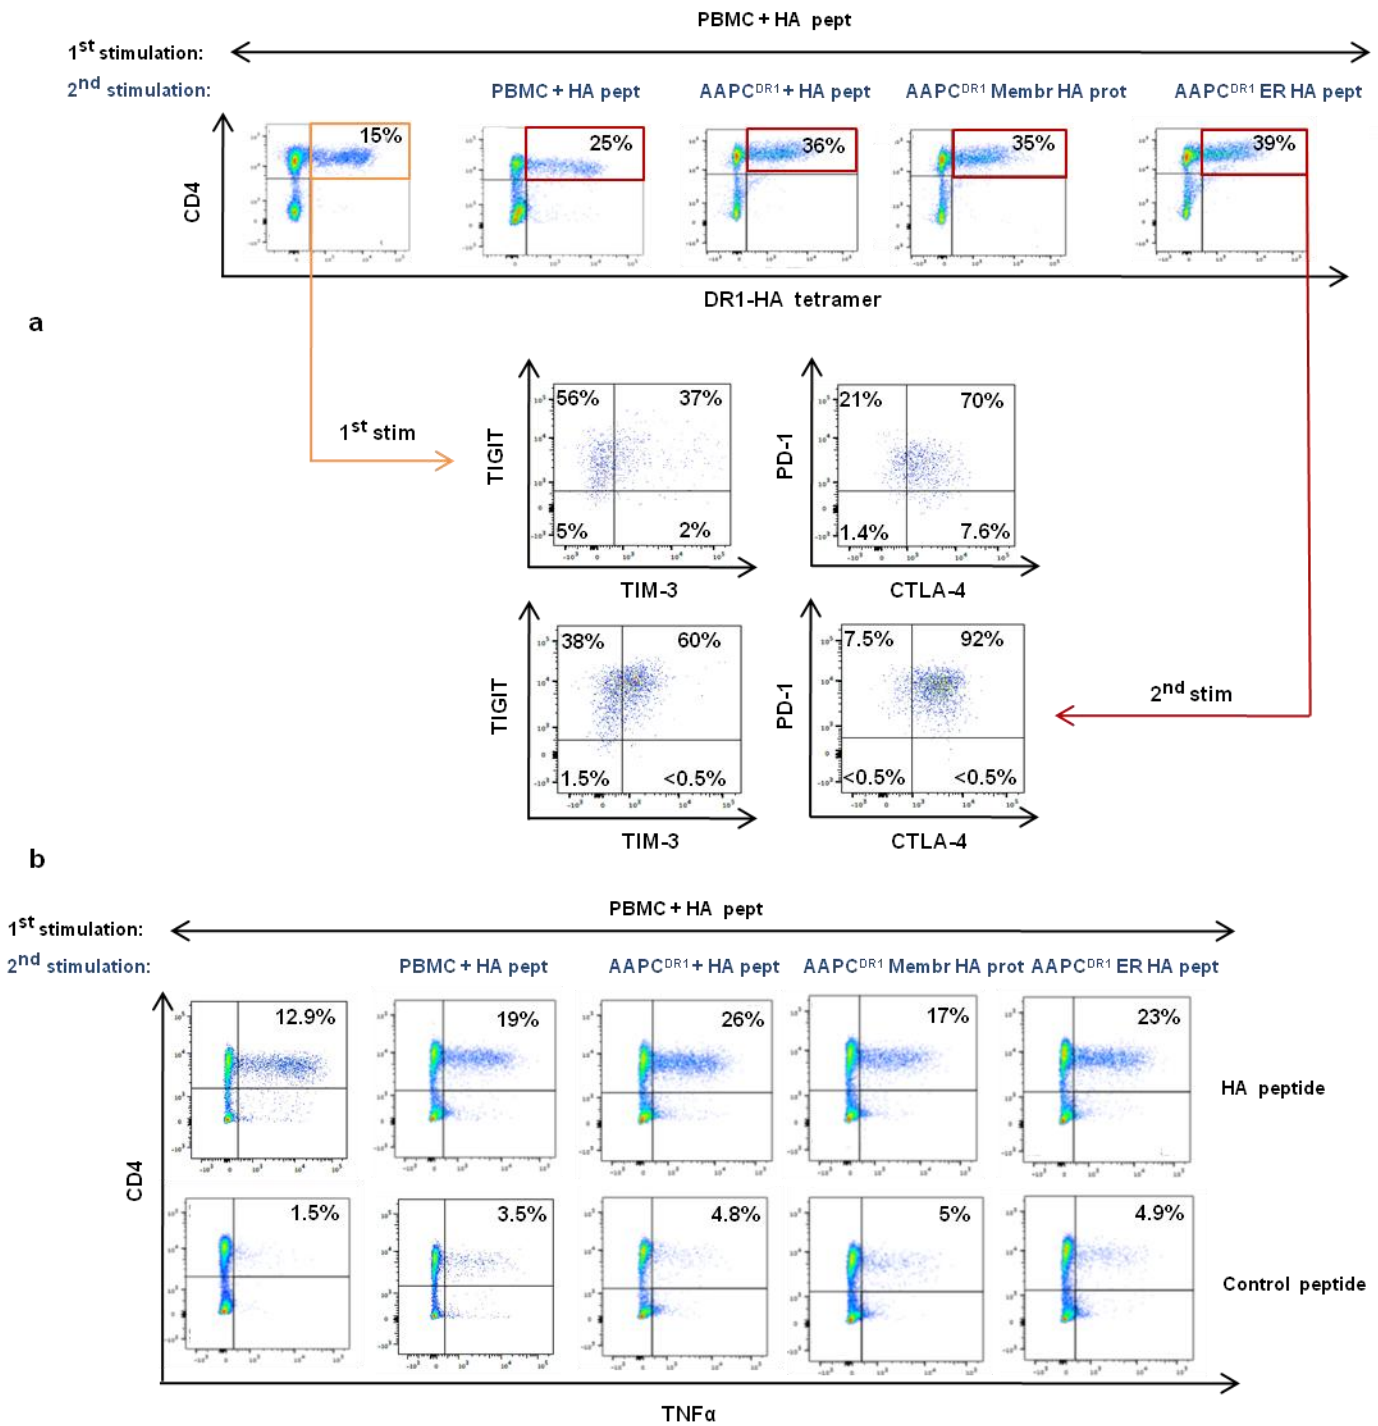 PBMC + HA pept
1st stimulation:
2nd stimulation:
PBMC + HA pept
AAPCDR1 + HA pept
AAPCDR1 Membr HA prot
AAPCDR1 ER HA pept
15%
25%
36%
35%
39%
CD4
DR1-HA tetramer
a
1st stim
56%
37%
5%
2%
TIGIT
TIM-3
21%
70%
1.4%
7.6%
PD-1
CTLA-4
38%
60%
1.5%
<0.5%
TIGIT
TIM-3
7.5%
92%
<0.5%
<0.5%
PD-1
CTLA-4
2nd stim
b
PBMC + HA pept
1st stimulation:
2nd stimulation:
PBMC + HA pept
AAPCDR1 + HA pept
AAPCDR1 Membr HA prot
AAPCDR1 ER HA pept
12.9%
19%
26%
17%
23%
HA peptide
CD4
1.5%
3.5%
4.8%
5%
4.9%
Control peptide
TNFα